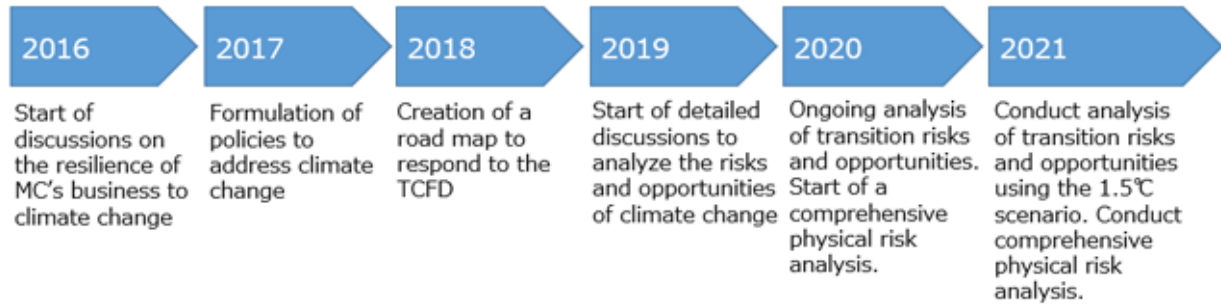 2016
Start of
discussions on
the resilience of
MC's business to
climate change
2017
Formulation of
policies to
address climate
change
2018
Creation of a
road map to
respond to the
TCFD
2019
Start of detailed
discussions to
analyze the risks
and opportunities
of climate change
2020
Ongoing analysis
of transition risks
and opportunities.
Start of a
comprehensive
physical risk
analysis.
2021
Conduct analysis
of transition risks
and opportunities
using the 1.5℃
scenario. Conduct
comprehensive
physical risk
analysis.